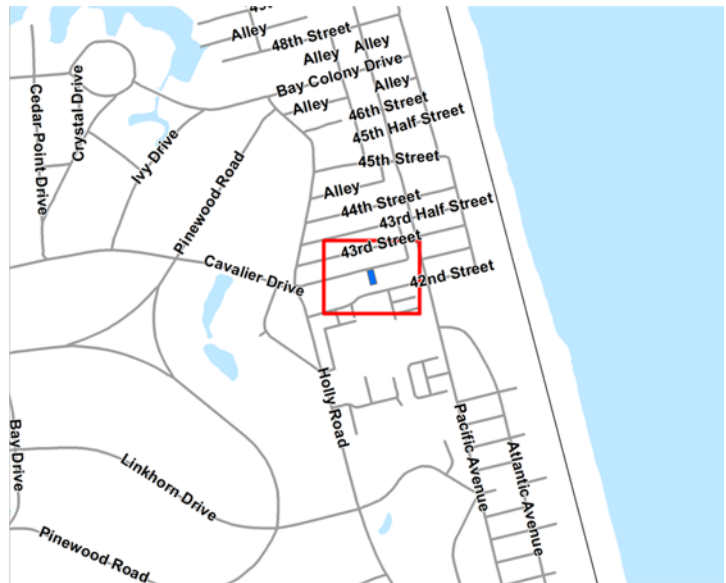 Alley
48th Street
Alley
Alley
Bay Colony Drive
Alley
Alley
46th Street
45th Half Street
45th Street
Alley
44th Street
43rd Half Street
43rd Street
42nd Street
Cedar Point Drive
Crystal Drive
Ivy Drive
Pinewood Road
Cavalier Drive
Holly Road
Pacific Avenue
Atlantic Avenue
Bay Drive
Linkhorn Drive
Pinewood Road